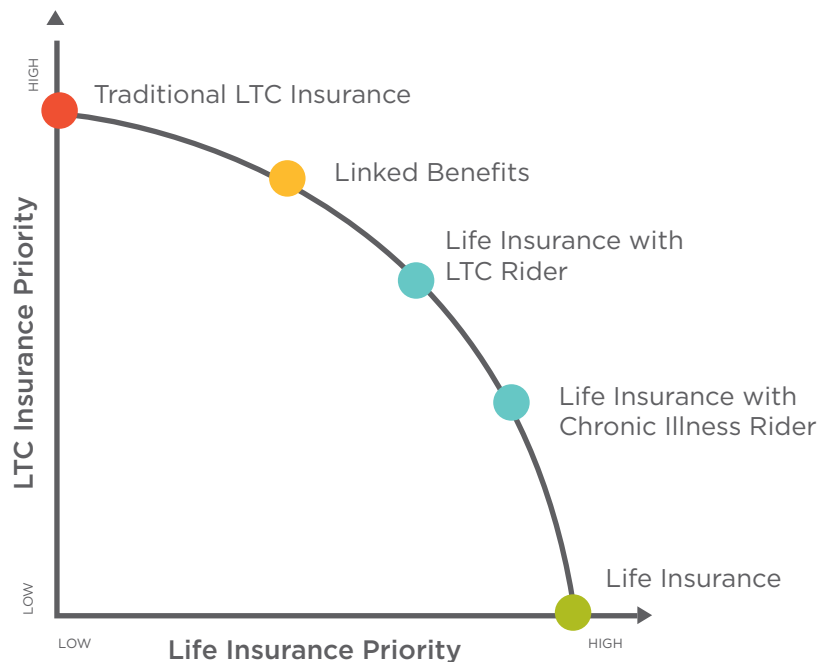 HIGH
Traditional LTC Insurance
Linked Benefits
Life Insurance with
LTC Rider
LTC Insurance Priority
Life Insurance with
Chronic Illness Rider
Life Insurance
LOW
LOW
Life Insurance Priority
HIGH